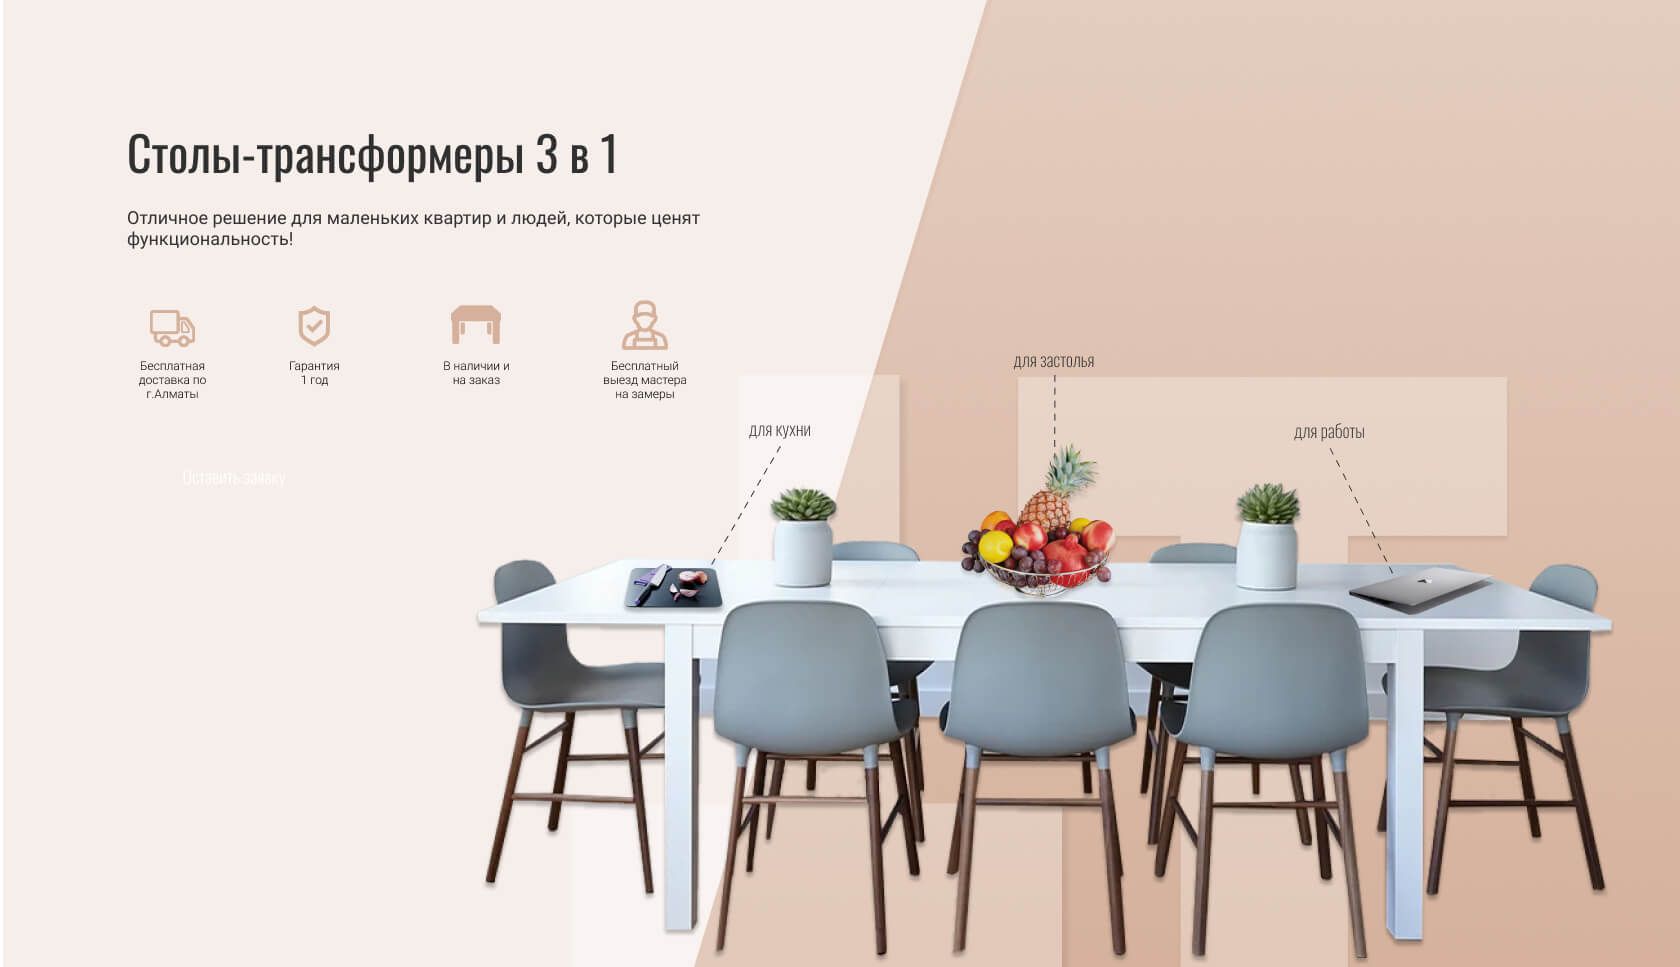 Столы-трансформеры 3 в 1
Отличное решение для маленьких квартир и людей, которые ценят
функциональность!
Бесплатная
доставка по
г.Алматы
Гарантия
1 год
В наличии и
на заказ
Бесплатный
выезд мастера
на замеры
Оставить заявку
для кухни
для застолья
для работы